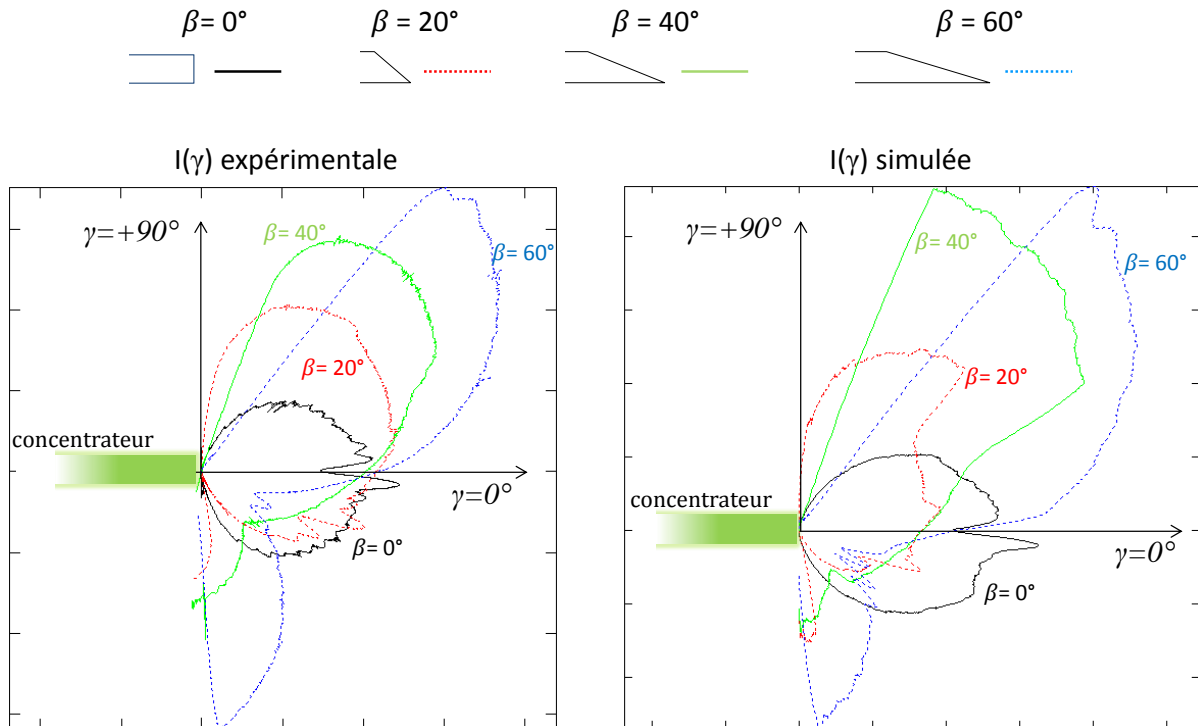 β= 0° β= 20° β= 40° β= 60°
I(γ) expérimentale
I(γ) simulée
γ=+90°
β= 40°
β= 60°
β= 20°
concentrateur
γ=0°
β= 0°
γ=+90°
β= 40°
β= 60°
β= 20°
concentrateur
γ=0°
β= 0°